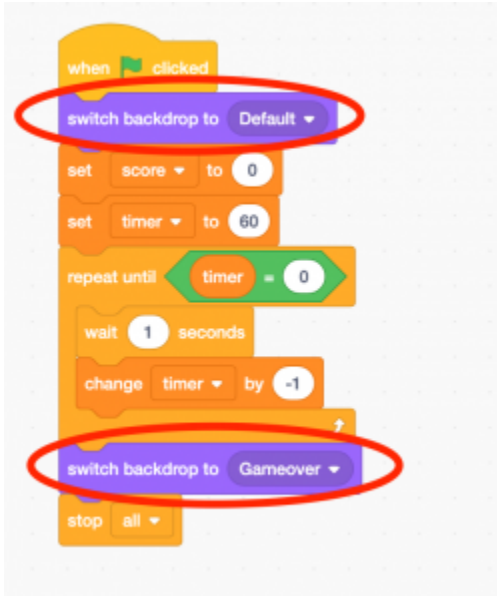 when clicked
switch backdrop to Default
set score to 0
set timer to 60
repeat until timer = 0
wait 1 seconds
change timer by -1
switch backdrop to Gameover
stop all